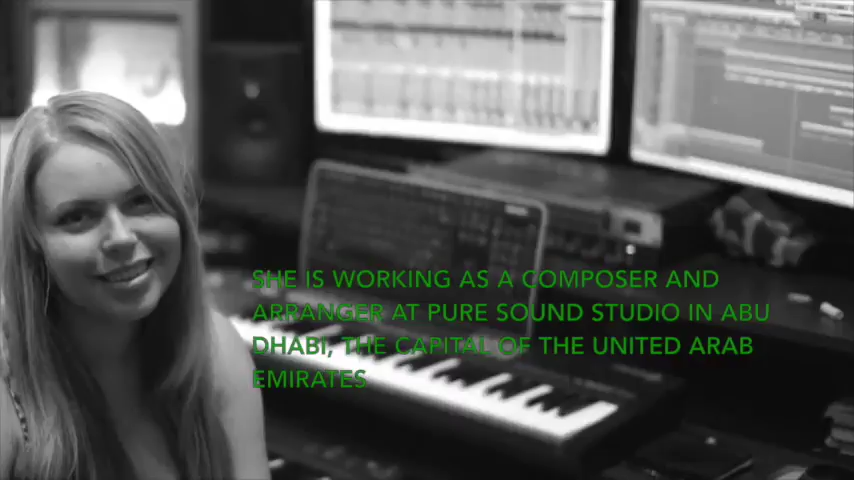 SHE IS WORKING AS A COMPOSER AND
ARRANGER AT PURE SOUND STUDIO IN ABU
DHABI, THE CAPITAL OF THE UNITED ARAB
EMIRATES